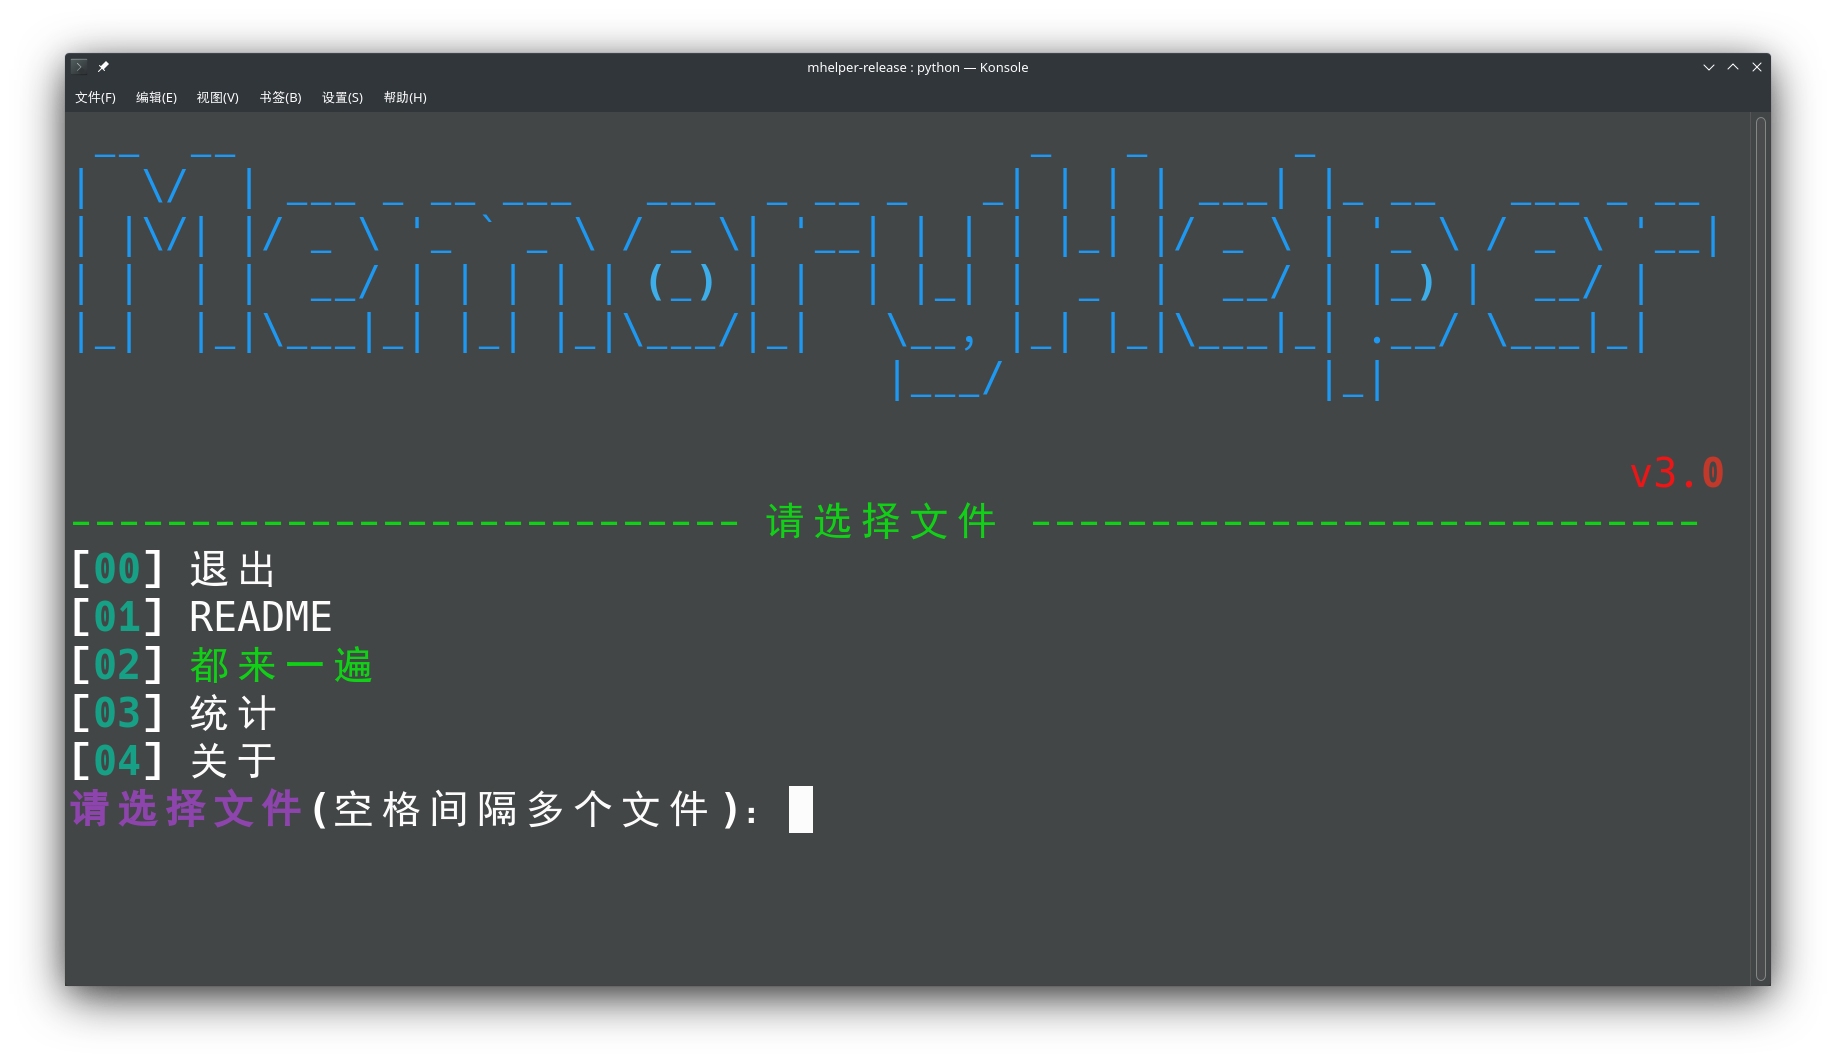 mhelper-release : python — Konsole
文件(F) 编辑(E) 视图(V) 书签(B) 设置(S) 帮助(H)
MemoryHelper
v3.0
---------------------------- 请选择文件 ----------------------------
[00] 退出
[01] README
[02] 都来一遍
[03] 统计
[04] 关于
请选择文件(空格间隔多个文件):